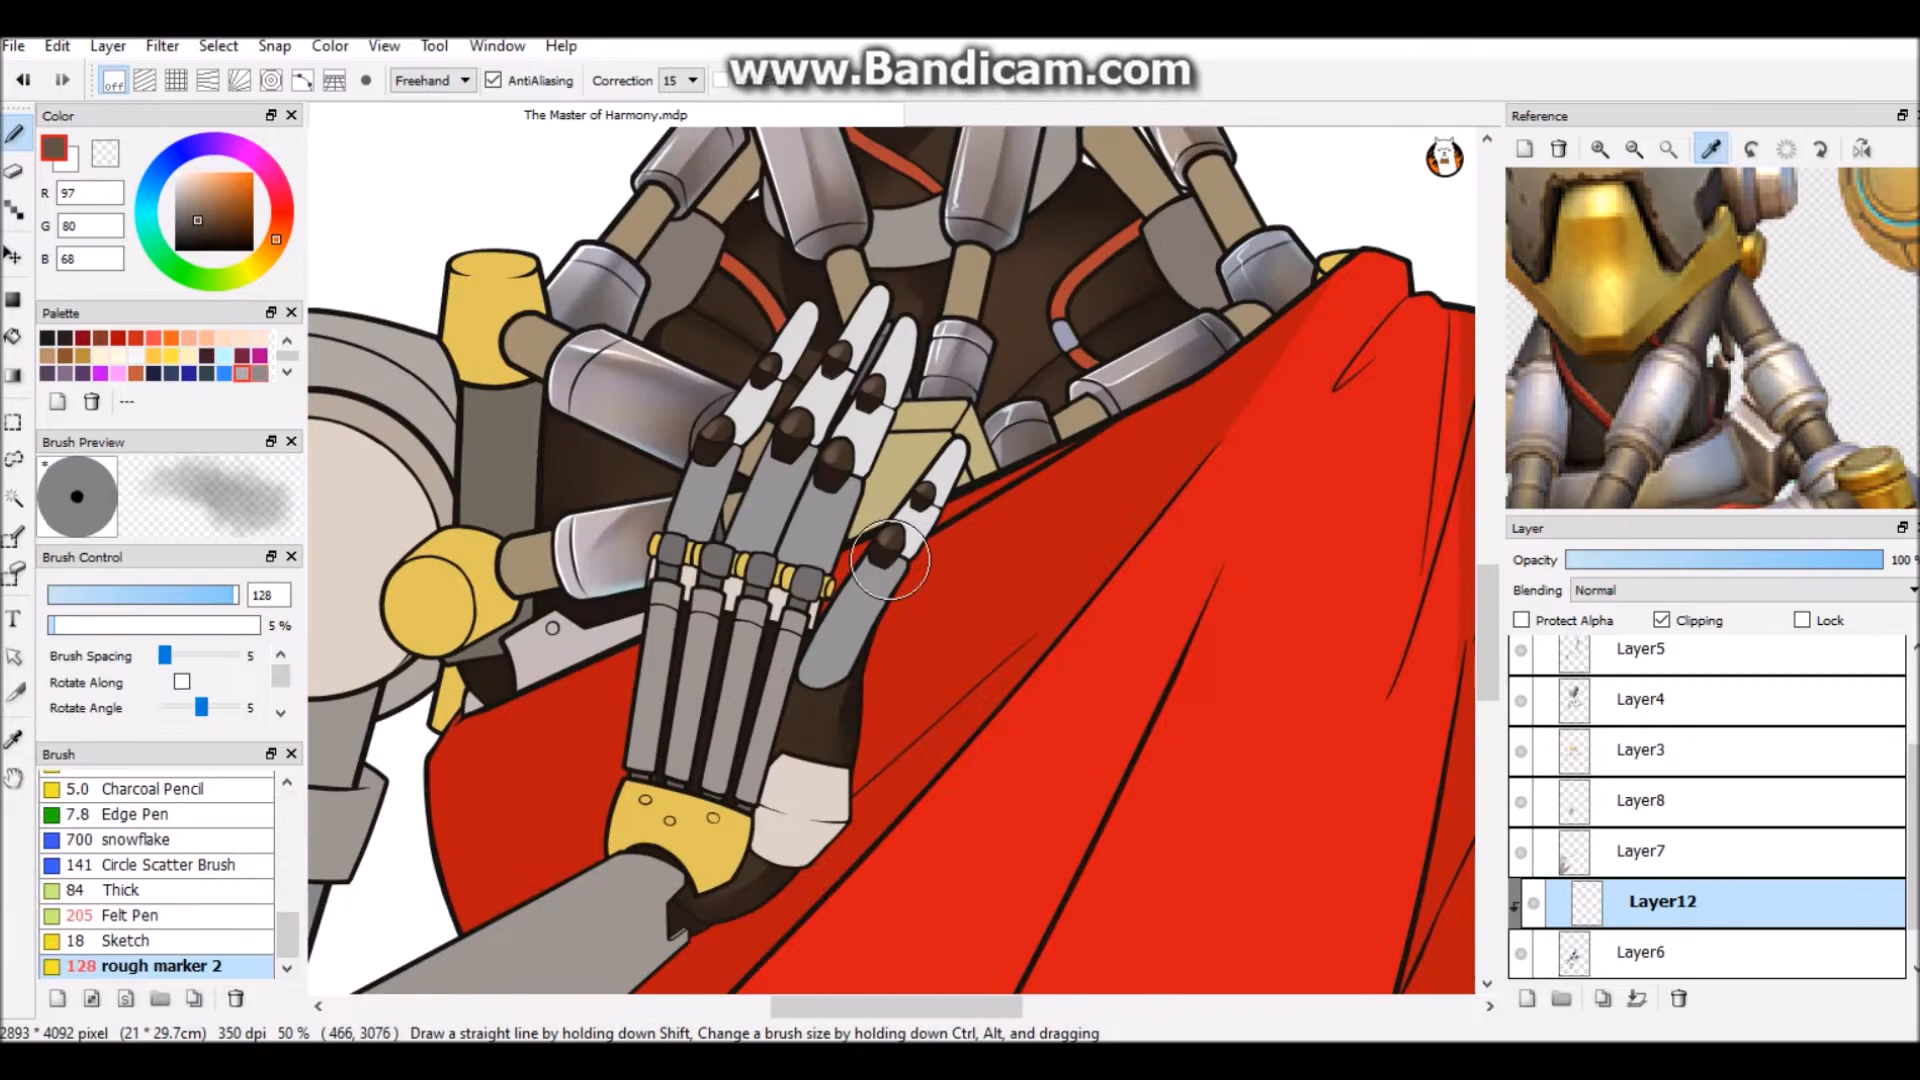 File Edit Layer Filter Select Snap Color View Tool Window Help
www.Bandicam.com
off Freehand AntiAliasing Correction 15
Color
The Master of Harmony.mdp
Reference
R 97
G 80
B 68
Palette
---
Brush Preview
*
Brush Control
128
5 %
Brush Spacing 5
Rotate Along
Rotate Angle 5
Brush
5.0 Charcoal Pencil
7.8 Edge Pen
700 snowflake
141 Circle Scatter Brush
84 Thick
205 Felt Pen
18 Sketch
128 rough marker 2
Layer
Opacity 100
Blending Normal
Protect Alpha Clipping Lock
Layer5
Layer4
Layer3
Layer8
Layer7
Layer12
Layer6
2893 * 4092 pixel (21 * 29.7cm) 350 dpi 50 % (466, 3076) Draw a straight line by holding down Shift, Change a brush size by holding down Ctrl, Alt, and dragging